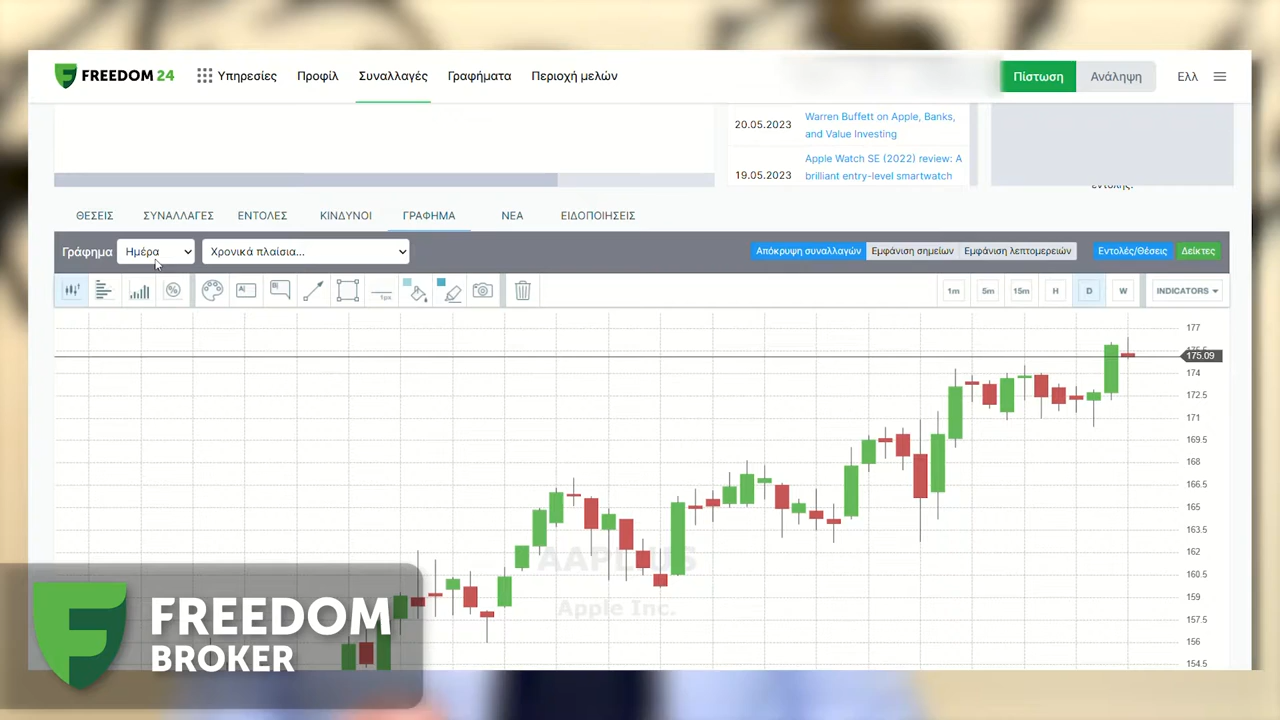 FREEDOM 24
Υπηρεσίες
Προφίλ
Συναλλαγές
Γραφήματα
Περιοχή μελών
Πίστωση
Ανάληψη
Ελλ
20.05.2023
Warren Buffett on Apple, Banks,
and Value Investing
19.05.2023
Apple Watch SE (2022) review: A
brilliant entry-level smartwatch
εντολής.
ΘΕΣΕΙΣ
ΣΥΝΑΛΛΑΓΕΣ
ΕΝΤΟΛΕΣ
ΚΙΝΔΥΝΟΙ
ΓΡΑΦΗΜΑ
ΝΕΑ
ΕΙΔΟΠΟΙΗΣΕΙΣ
Γράφημα
Ημέρα
Χρονικά πλαίσια...
Απόκρυψη συναλλαγών
Εμφάνιση σημείων
Εμφάνιση λεπτομερειών
Εντολές/Θέσεις
Δείκτες
1px
1m
5m
15m
H
D
W
INDICATORS
177
175.5
175.09
174
172.5
171
169.5
168
166.5
165
163.5
162
160.5
159
157.5
156
154.5
AAPL.US
Apple Inc.
FREEDOM
BROKER